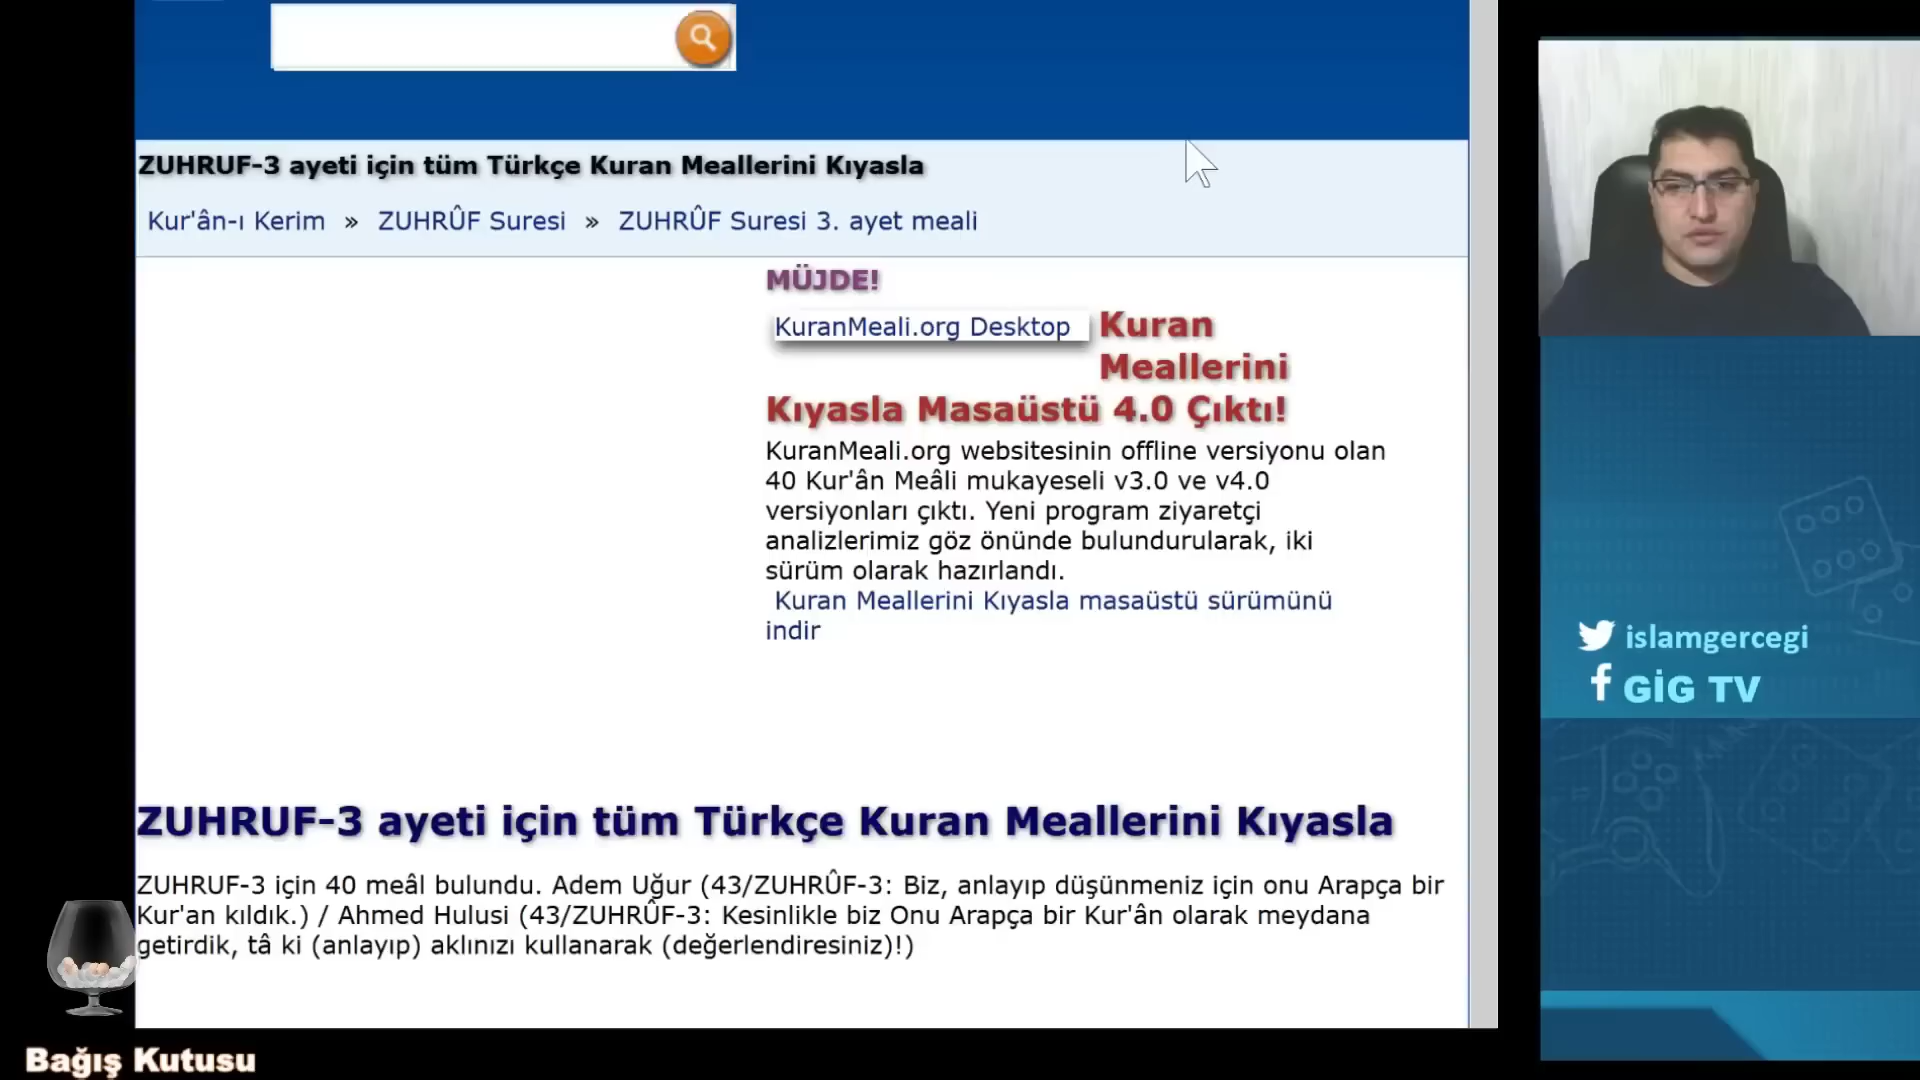 ZUHRUF-3 ayeti için tüm Türkçe Kuran Meallerini Kıyasla
Kur'ân-ı Kerim » ZUHRÛF Suresi » ZUHRÛF Suresi 3. ayet meali
MÜJDE!
KuranMeali.org Desktop Kuran
Meallerini
Kıyasla Masaüstü 4.0 Çıktı!
KuranMeali.org websitesinin offline versiyonu olan
40 Kur'ân Meâli mukayeseli v3.0 ve v4.0
versiyonları çıktı. Yeni program ziyaretçi
analizlerimiz göz önünde bulundurularak, iki
sürüm olarak hazırlandı.
Kuran Meallerini Kıyasla masaüstü sürümünü
indir
ZUHRUF-3 ayeti için tüm Türkçe Kuran Meallerini Kıyasla
ZUHRUF-3 için 40 meâl bulundu. Adem Uğur (43/ZUHRÛF-3: Biz, anlayıp düşünmeniz için onu Arapça bir
Kur'an kıldık.) / Ahmed Hulusi (43/ZUHRÛF-3: Kesinlikle biz Onu Arapça bir Kur'ân olarak meydana
getirdik, tâ ki (anlayıp) aklınızı kullanarak (değerlendiresiniz)!)
Bağış Kutusu
islamgercegi
f GİG TV